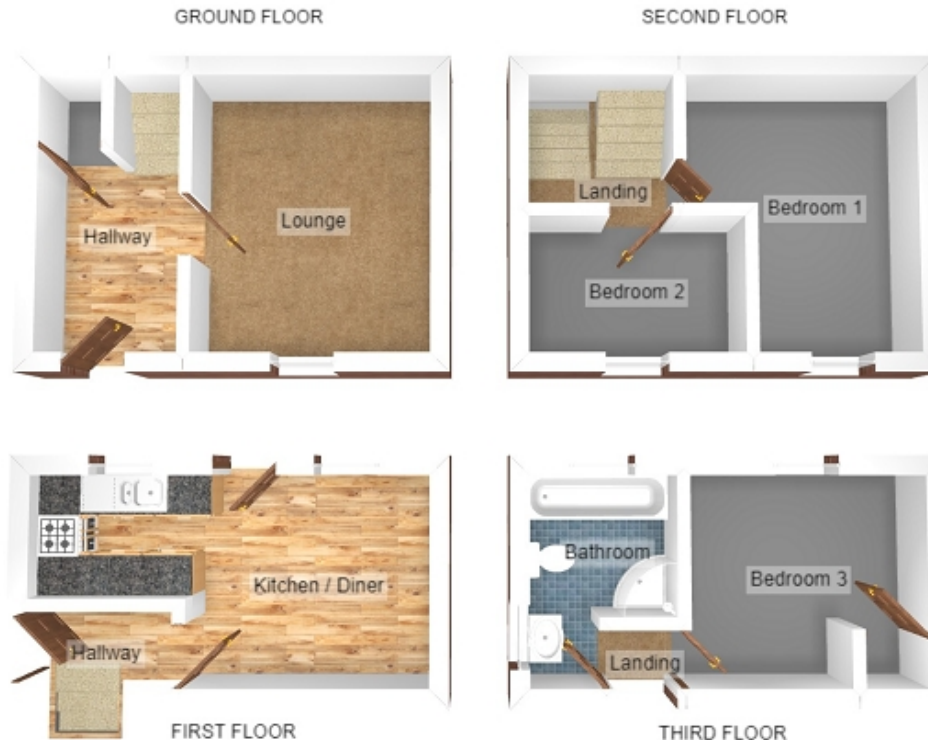 GROUND FLOOR
SECOND FLOOR
Hallway
Lounge
Landing
Bedroom 1
Bedroom 2
Kitchen / Diner
Hallway
Bathroom
Bedroom 3
Landing
FIRST FLOOR
THIRD FLOOR